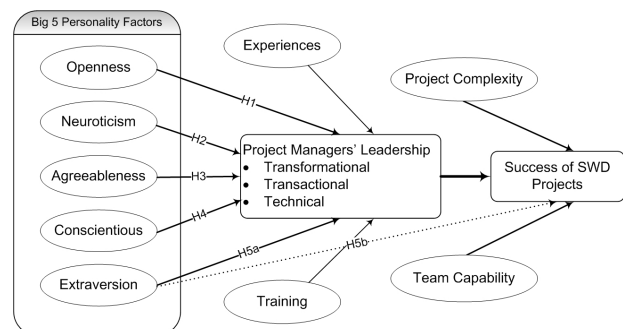 Big 5 Personality Factors
Openness
Neuroticism
Agreeableness
Conscientious
Extraversion
H1
H2
H3
H4
H5a
H5b
Experiences
Project Managers' Leadership
• Transformational
• Transactional
• Technical
Training
Project Complexity
Success of SWD
Projects
Team Capability